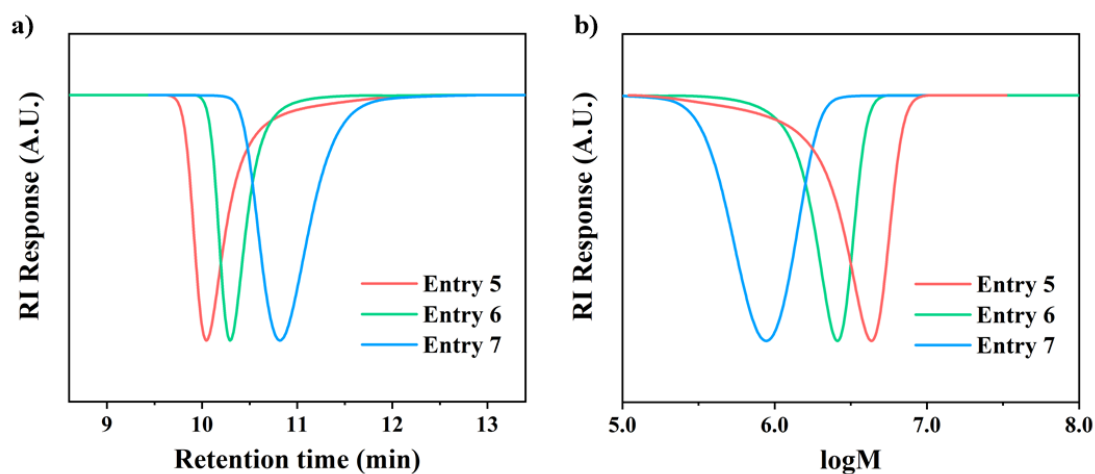 a)
RI Response (A.U.)
Entry 5
Entry 6
Entry 7
9 10 11 12 13
Retention time (min)
b)
RI Response (A.U.)
Entry 5
Entry 6
Entry 7
5.0 6.0 7.0 8.0
logM